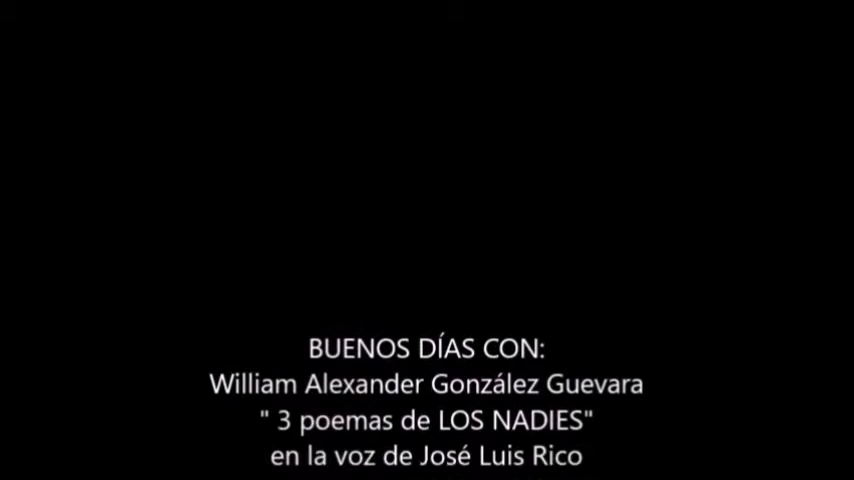 BUENOS DÍAS CON:
William Alexander González Guevara
" 3 poemas de LOS NADIES"
en la voz de José Luis Rico